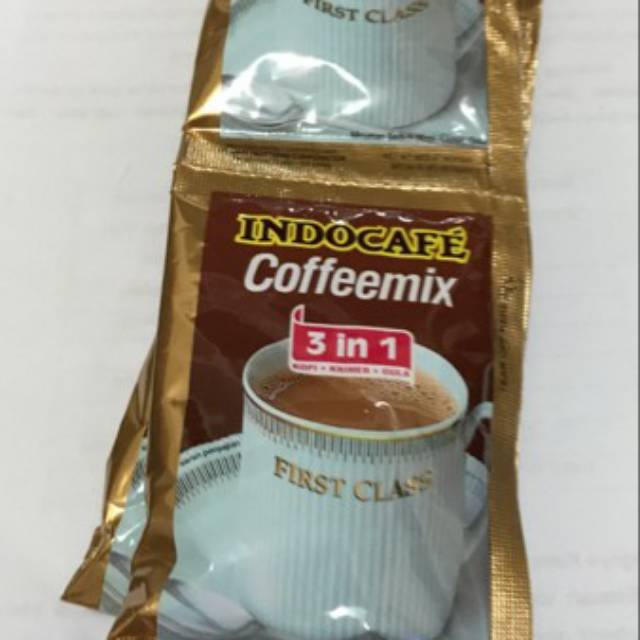 FIRST CLASS
INDOCAFÉ
Coffeemix
3 in 1
KOPI • KRIMER • GULA
FIRST CLASS